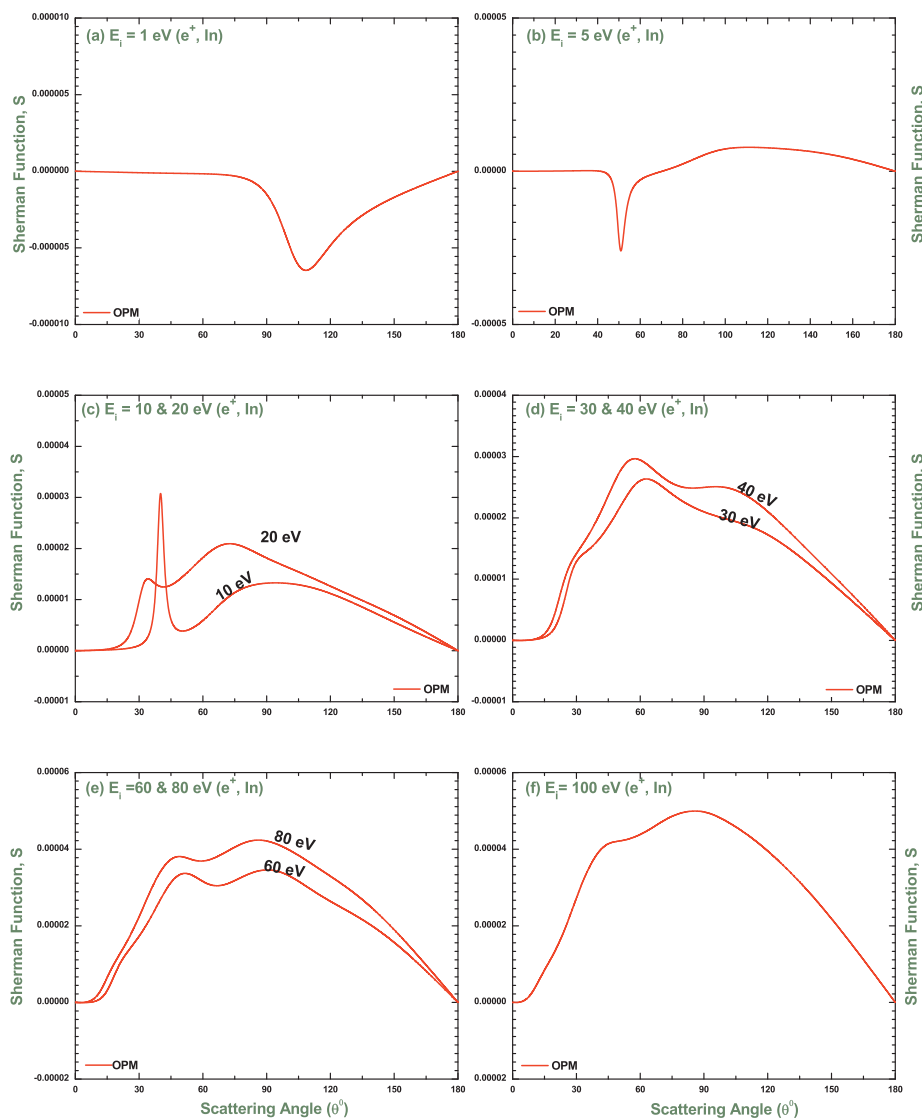 (a) E_i = 1 eV (e^+, In)
Sherman Function, S
0.000010
0.000005
0.000000
-0.000005
-0.000010
OPM
0 30 60 90 120 150 180
(b) E_i = 5 eV (e^+, In)
Sherman Function, S
0.00005
0.00000
-0.00005
OPM
0 20 40 60 80 100 120 140 160 180
(c) E_i = 10 & 20 eV (e^+, In)
Sherman Function, S
0.00005
0.00004
0.00003
0.00002
0.00001
0.00000
-0.00001
20 eV
10 eV
OPM
0 30 60 90 120 150 180
(d) E_i = 30 & 40 eV (e^+, In)
Sherman Function, S
0.00004
0.00003
0.00002
0.00001
0.00000
-0.00001
40 eV
30 eV
OPM
0 30 60 90 120 150 180
(e) E_i =60 & 80 eV (e^+, In)
Sherman Function, S
0.00006
0.00004
0.00002
0.00000
-0.00002
80 eV
60 eV
OPM
0 30 60 90 120 150 180
Scattering Angle (θ^0)
(f) E_i= 100 eV (e^+, In)
Sherman Function, S
0.00006
0.00004
0.00002
0.00000
0.00002
OPM
0 30 60 90 120 150 180
Scattering Angle (θ^0)